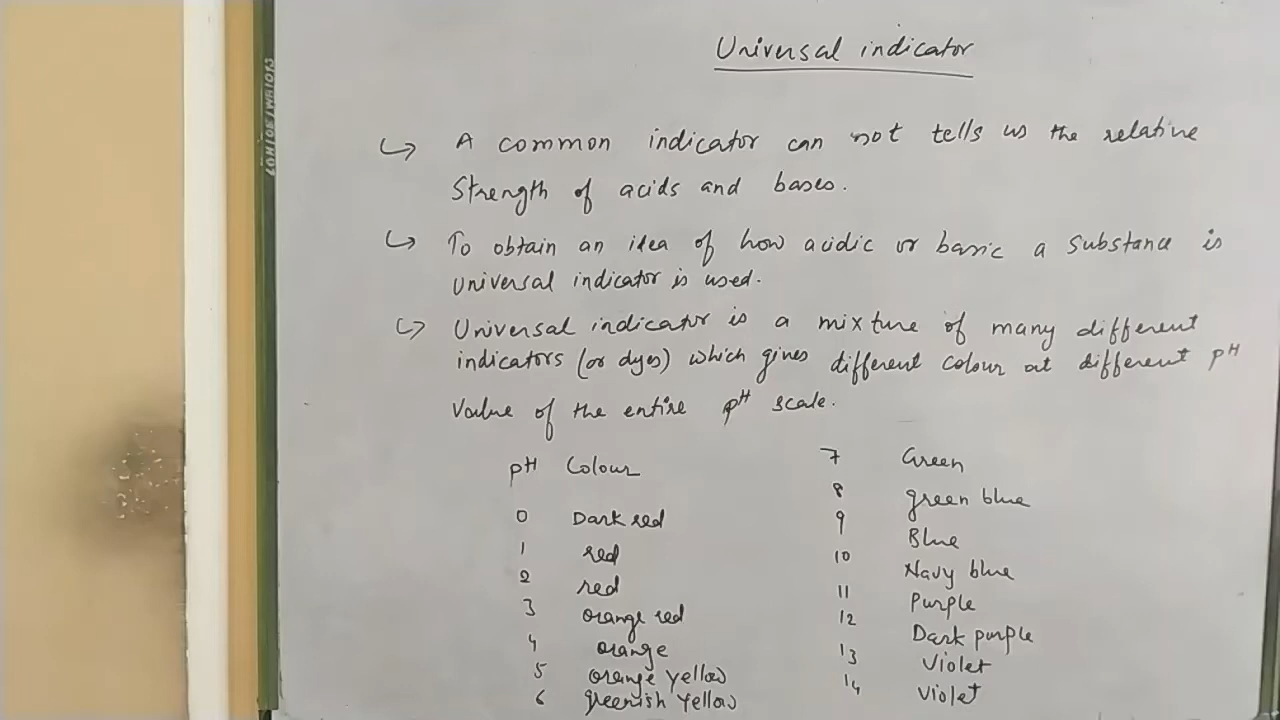 Universal indicator
↪ A common indicator can not tells us the relative
Strength of acids and bases.
↪ To obtain an idea of how acidic or basic a substance is
universal indicator is used.
↪ Universal indicator is a mixture of many different
indicators (or dyes) which gives different colour at different pH
value of the entire pH scale.
pH Colour
0 Dark red
1 red
2 red
3 orange red
4 orange
5 orange yellow
6 greenish yellow
7 Green
8 green blue
9 Blue
10 Navy blue
11 Purple
12 Dark purple
13 Violet
14 Violet